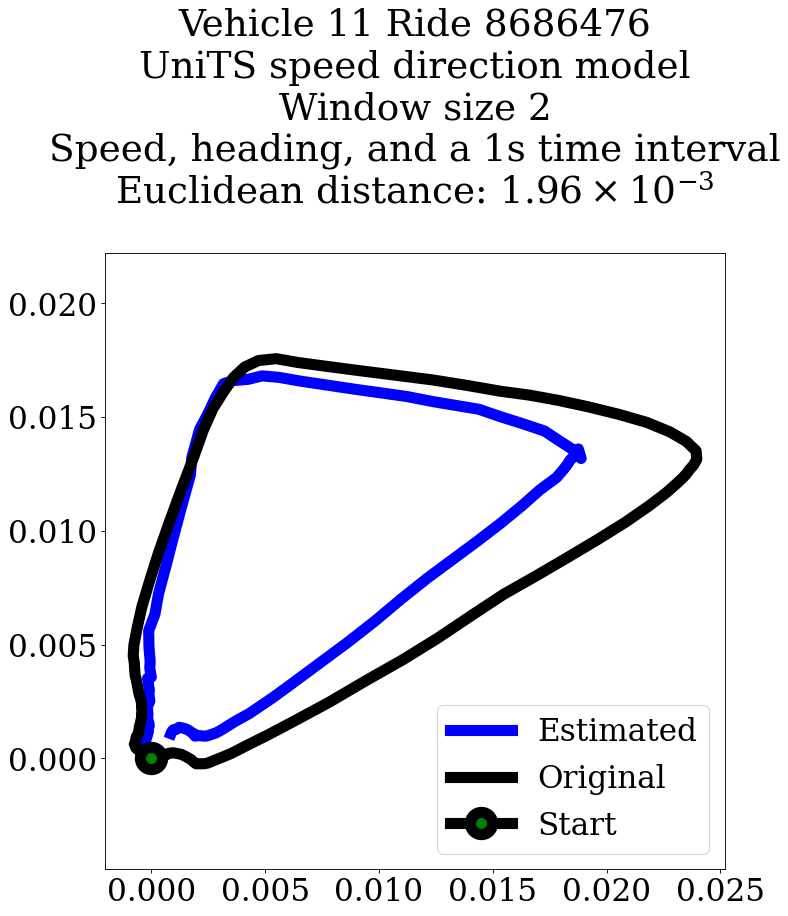 Vehicle 11 Ride 8686476
UniTS speed direction model
Window size 2
Speed, heading, and a 1s time interval
Euclidean distance: 1.96 × 10⁻³
0.020
0.015
0.010
0.005
0.000
Estimated
Original
Start
0.000 0.005 0.010 0.015 0.020 0.025